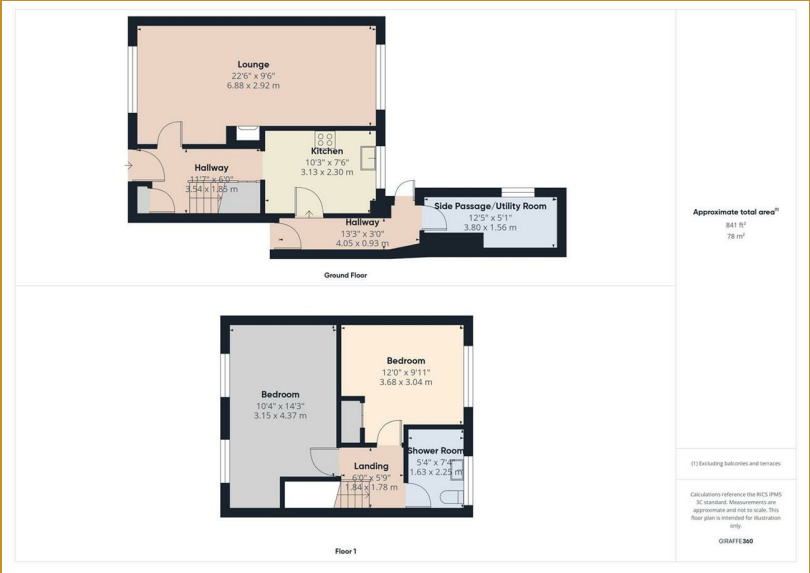 Lounge
22'6" x 9'6"
6.88 x 2.92 m
Kitchen
10'3" x 7'6"
3.13 x 2.30 m
Hallway
11'7" x 6'0"
3.54 x 1.85 m
Side Passage/Utility Room
12'5" x 5'1"
3.80 x 1.56 m
Hallway
13'3" x 3'0"
4.05 x 0.93 m
Ground Floor
Bedroom
12'0" x 9'11"
3.68 x 3.04 m
Bedroom
10'4" x 14'3"
3.15 x 4.37 m
Shower Room
5'4" x 7'4"
1.63 x 2.25 m
Landing
6'0" x 5'9"
1.84 x 1.78 m
Floor 1
Approximate total area(1)
841 ft²
78 m²
(1) Excluding balconies and terraces
Calculations reference the RICS IPMS
3C standard. Measurements are
approximate and not to scale. This
floor plan is intended for illustration
only.
GIRAFFE360